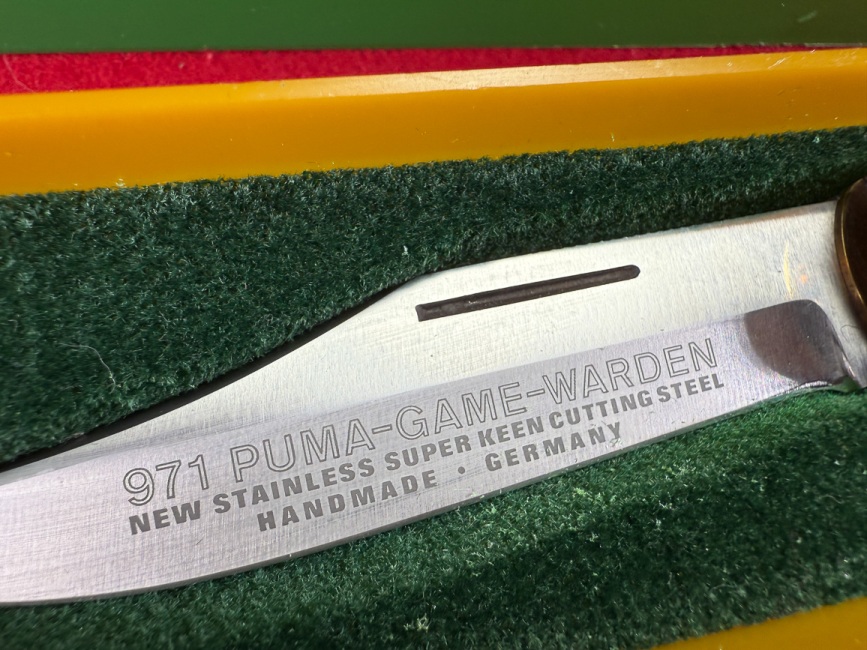 971 PUMA-GAME-WARDEN
NEW STAINLESS SUPER KEEN CUTTING STEEL
HANDMADE • GERMANY